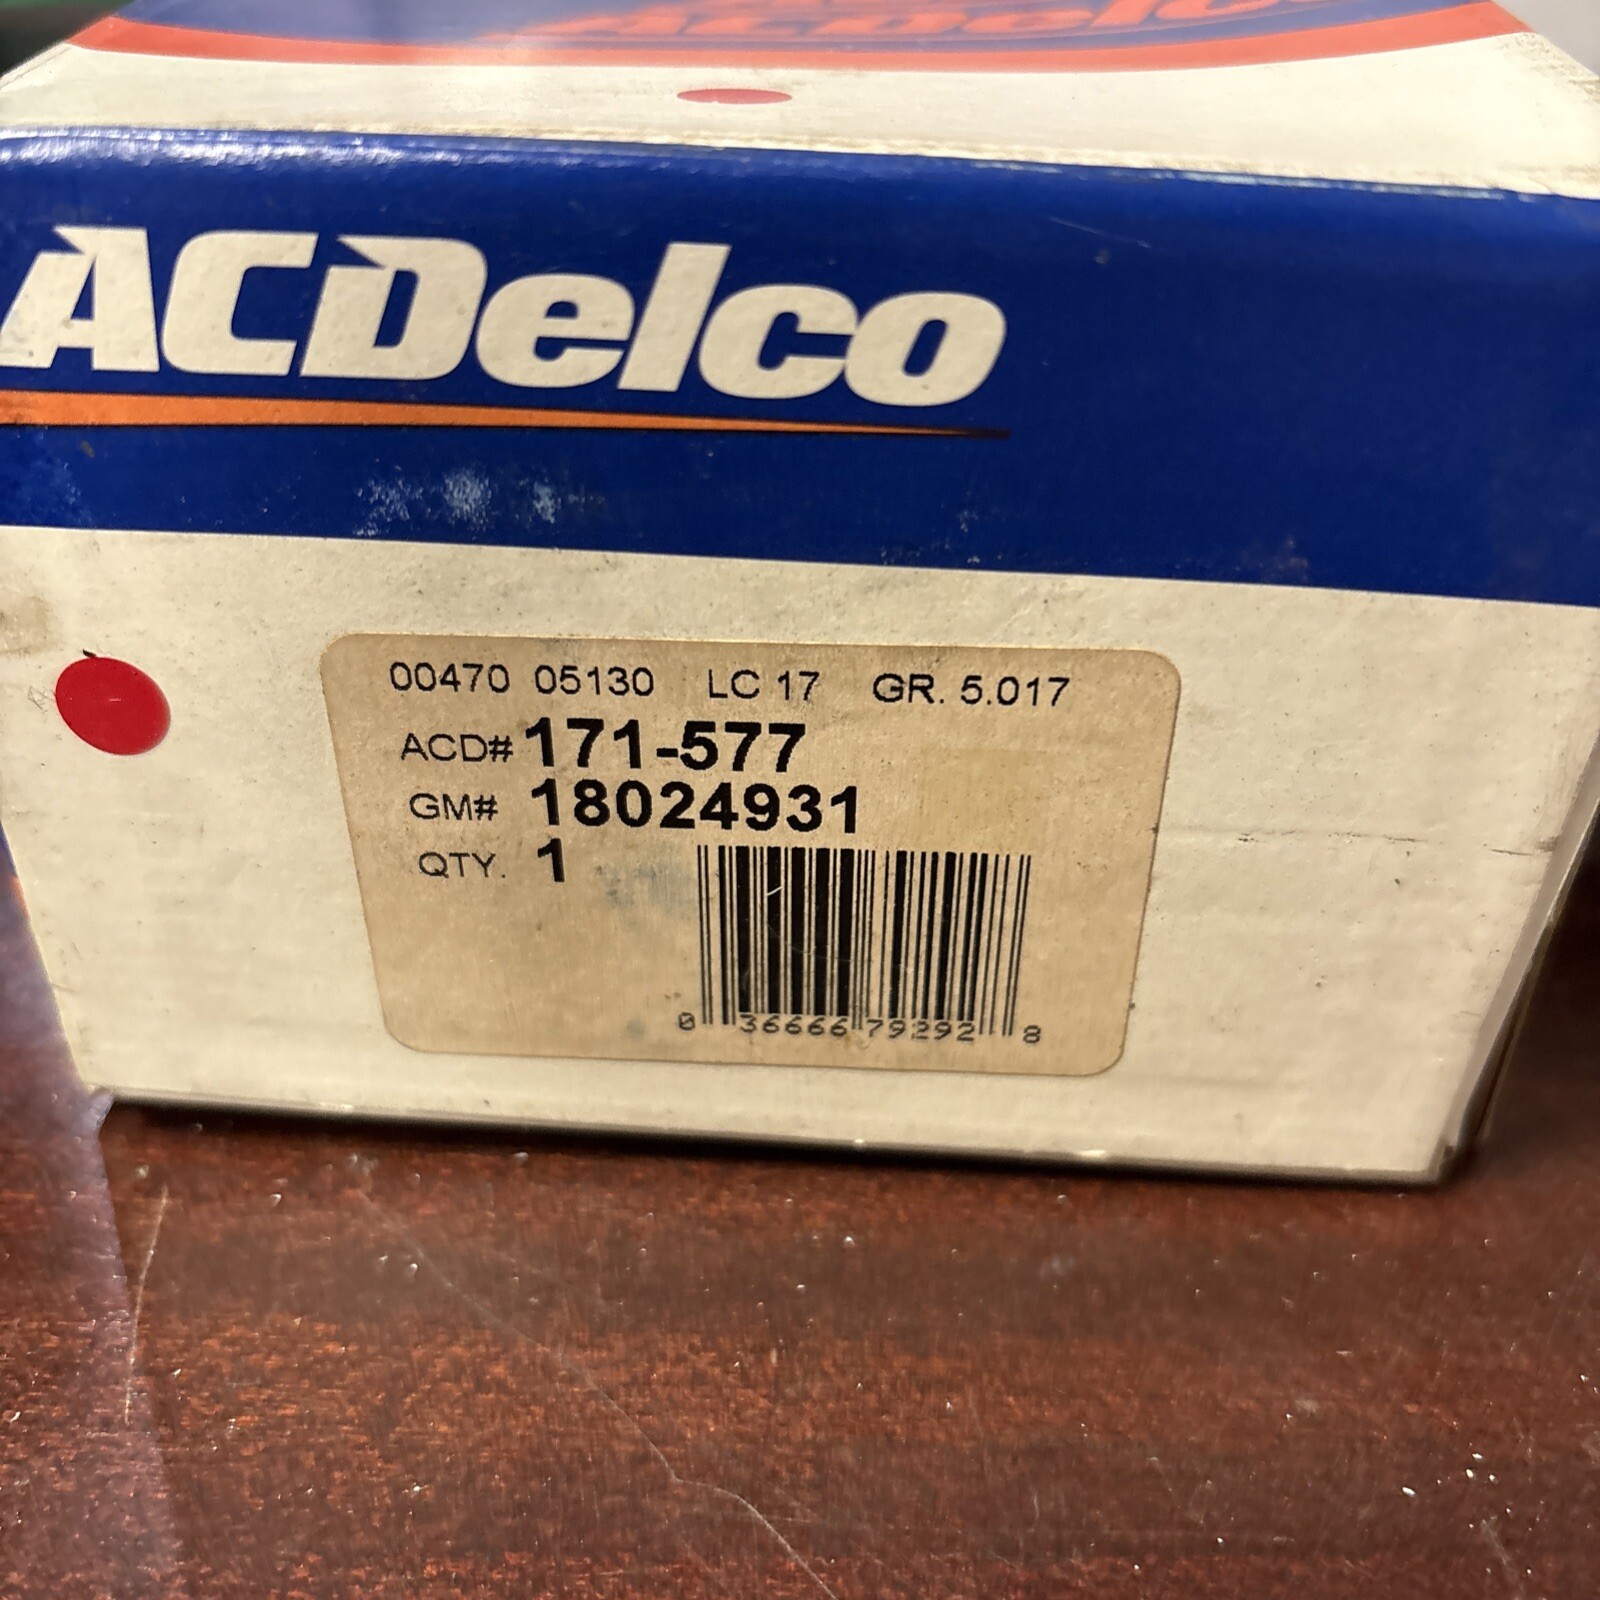 ACDelco
ACDelco
00470 05130 LC 17 GR. 5.017
ACD# 171-577
GM# 18024931
QTY. 1
0 36666 79292 8